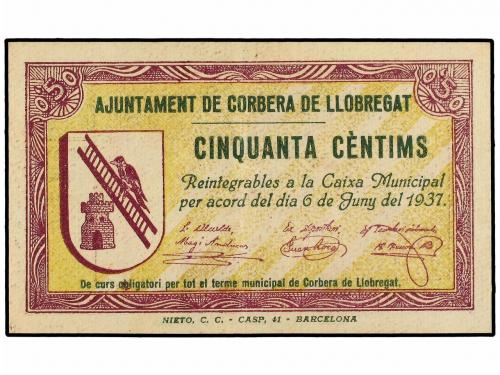 0'50 0'50
AJUNTAMENT DE CORBERA DE LLOBREGAT
CINQUANTA CÈNTIMS
Reintegrables a la Caixa Municipal
per acord del dia 6 de Juny del 1937.
De curs obligatori per tot el terme municipal de Corbera de Llobregat.
NIETO, C. C. - CASP, 41 - BARCELONA